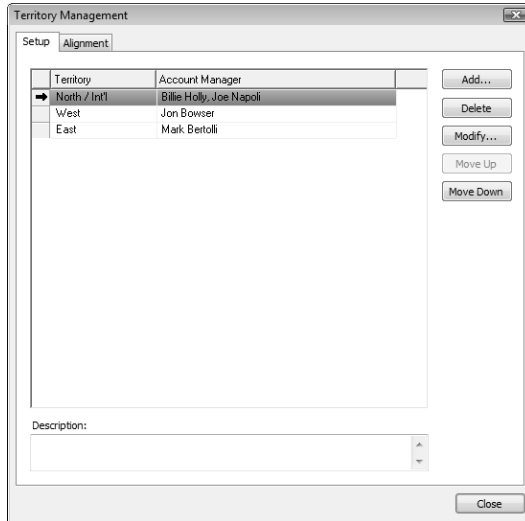 Territory Management
Setup Alignment
Territory Account Manager
North / Int'l Billie Holly, Joe Napoli
West Jon Bowser
East Mark Bertolli
Add...
Delete
Modify...
Move Up
Move Down
Description:
Close